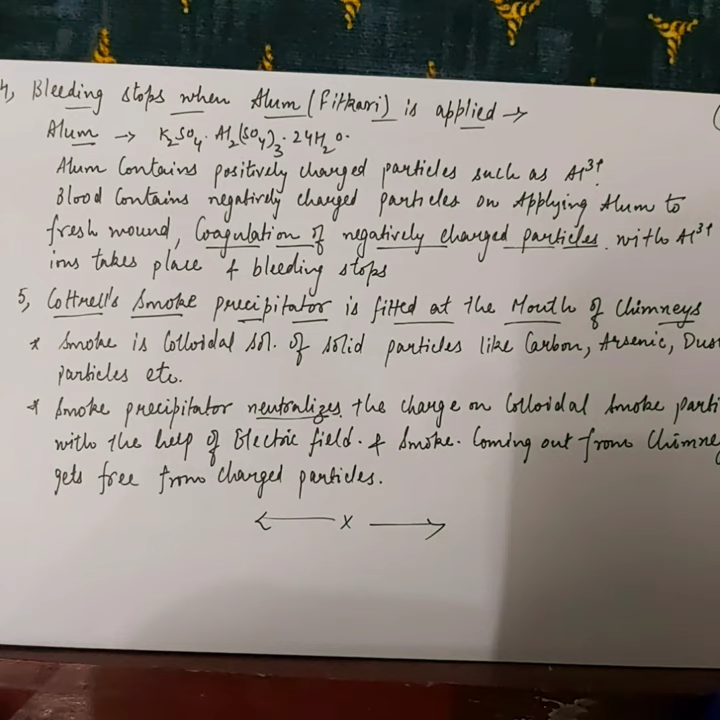 4, Bleeding stops when Alum (Fitkari) is applied →
Alum → K2SO4. Al2(SO4)3. 24H2O.
Alum Contains positively charged particles such as Al3+.
Blood Contains negatively charged particles on Applying Alum to
fresh wound, Coagulation of negatively charged particles with Al3+
ions takes place & bleeding stops
5, Cottrell's Smoke precipitator is fitted at the Mouth of Chimneys
* Smoke is Colloidal sol. of solid particles like Carbon, Arsenic, Dust
particles etc.
* Smoke precipitator neutralizes the charge on Colloidal Smoke parti
with the help of Electric field. & Smoke. Coming out from Chimne
gets free from charged particles.
← x →